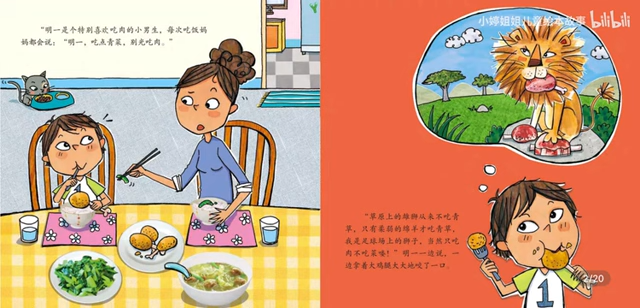 "明一是个特别喜欢吃肉的小男生，每次吃饭妈
妈都会说："明一，吃点青菜，别光吃肉。"
小婷姐姐儿童绘本故事 bilibili
"草原上的雄狮从来不吃青
草，只有柔弱的绵羊才吃青草，
我是足球场上的狮子，当然只吃
肉不吃菜喽！"明一一边说，一
边拿着大鸡腿大大地咬了一口。
1
2/20